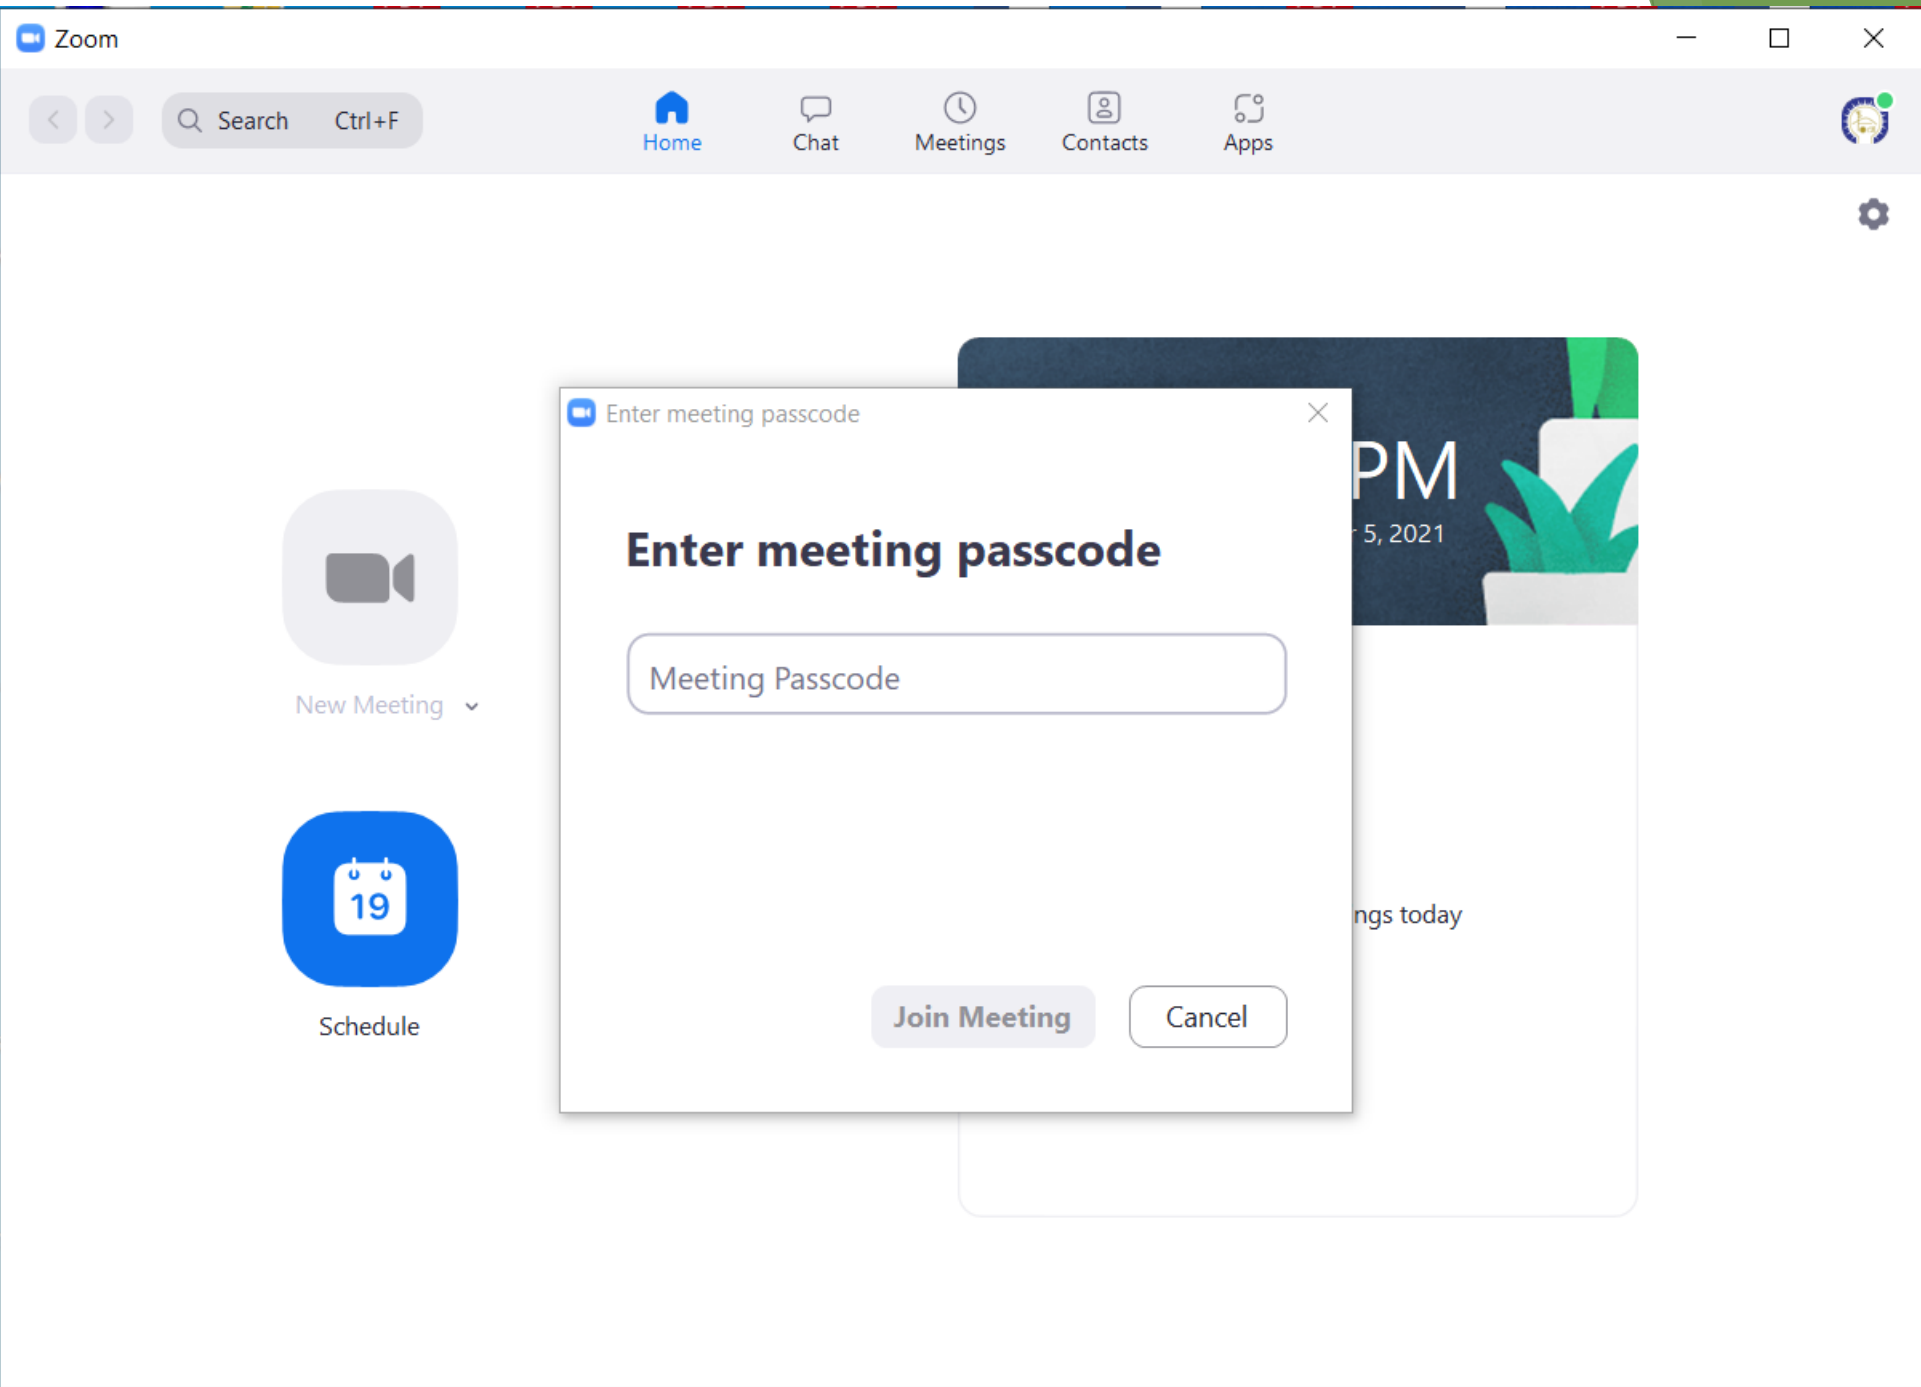 Zoom
Search Ctrl+F
Home
Chat
Meetings
Contacts
Apps
PM
5, 2021
Enter meeting passcode
Enter meeting passcode
Meeting Passcode
New Meeting
19
Schedule
ngs today
Join Meeting
Cancel